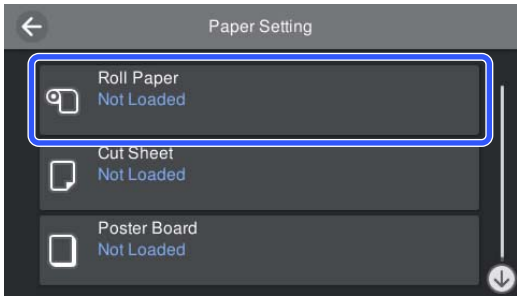 Paper Setting
Roll Paper
Not Loaded
Cut Sheet
Not Loaded
Poster Board
Not Loaded